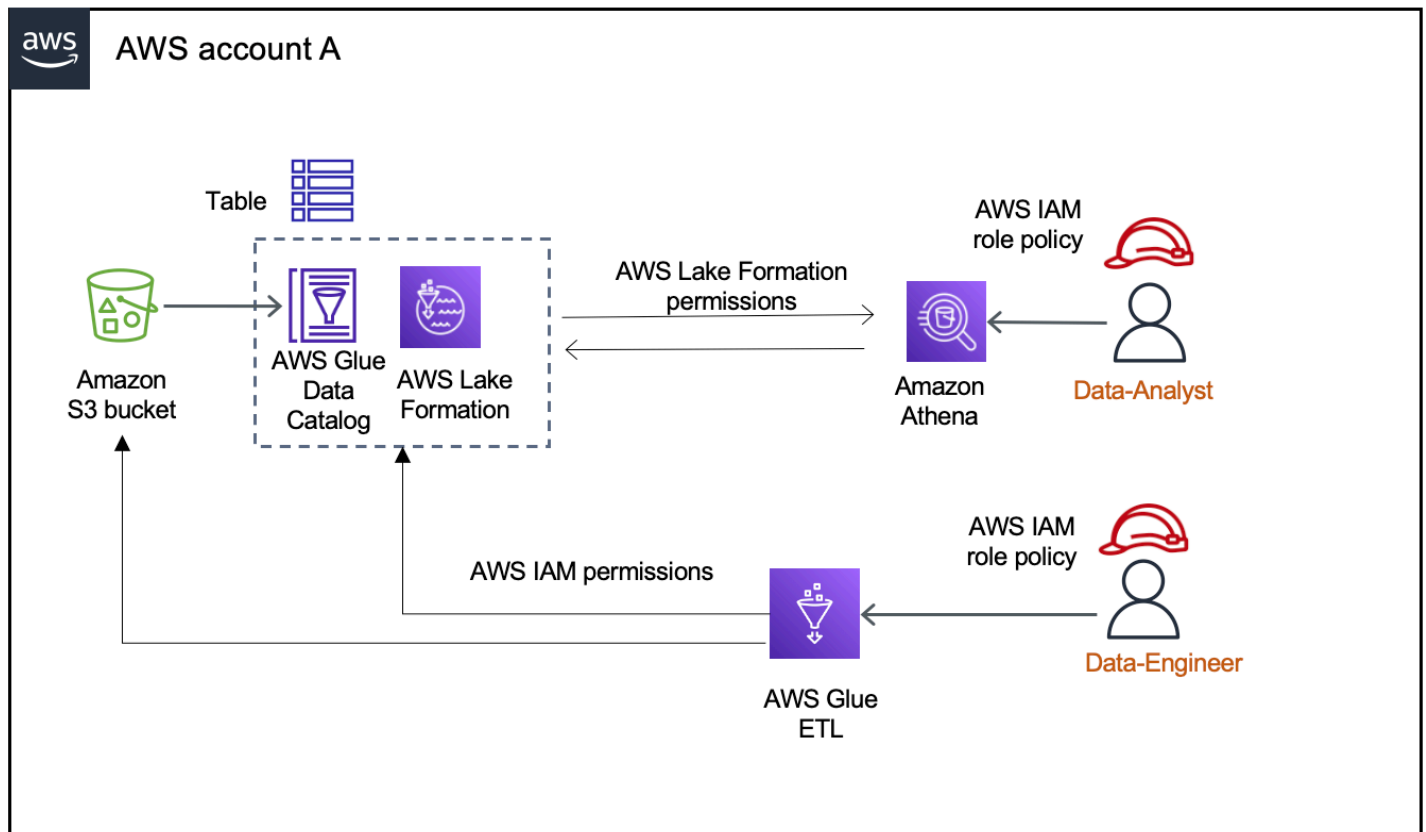 aws
AWS account A
Table
AWS IAM
role policy
AWS Lake Formation
permissions
AWS Glue
Data
Catalog
AWS Lake
Formation
Amazon
S3 bucket
Amazon
Athena
Data-Analyst
AWS IAM
role policy
AWS IAM permissions
Data-Engineer
AWS Glue
ETL